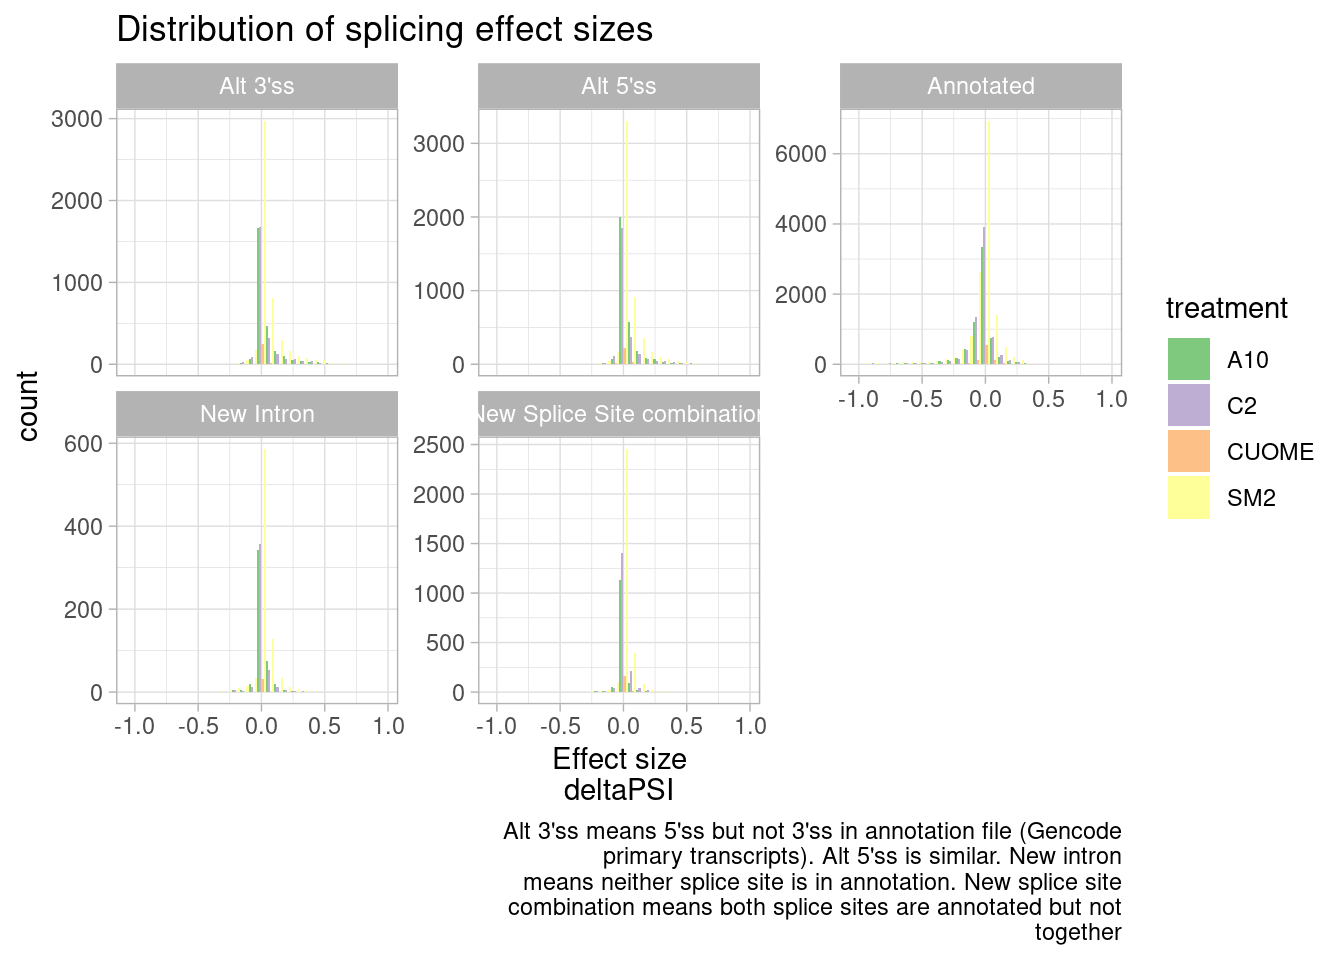 Distribution of splicing effect sizes
Alt 3'ss
Alt 5'ss
Annotated
3000
2000
1000
0
3000
2000
1000
0
6000
4000
2000
0
-1.0 -0.5 0.0 0.5 1.0
count
New Intron
New Splice Site combination
600
400
200
0
2500
2000
1500
1000
500
0
-1.0 -0.5 0.0 0.5 1.0
-1.0 -0.5 0.0 0.5 1.0
Effect size
deltaPSI
treatment
A10
C2
CUOME
SM2
Alt 3'ss means 5'ss but not 3'ss in annotation file (Gencode
primary transcripts). Alt 5'ss is similar. New intron
means neither splice site is in annotation. New splice site
combination means both splice sites are annotated but not
together